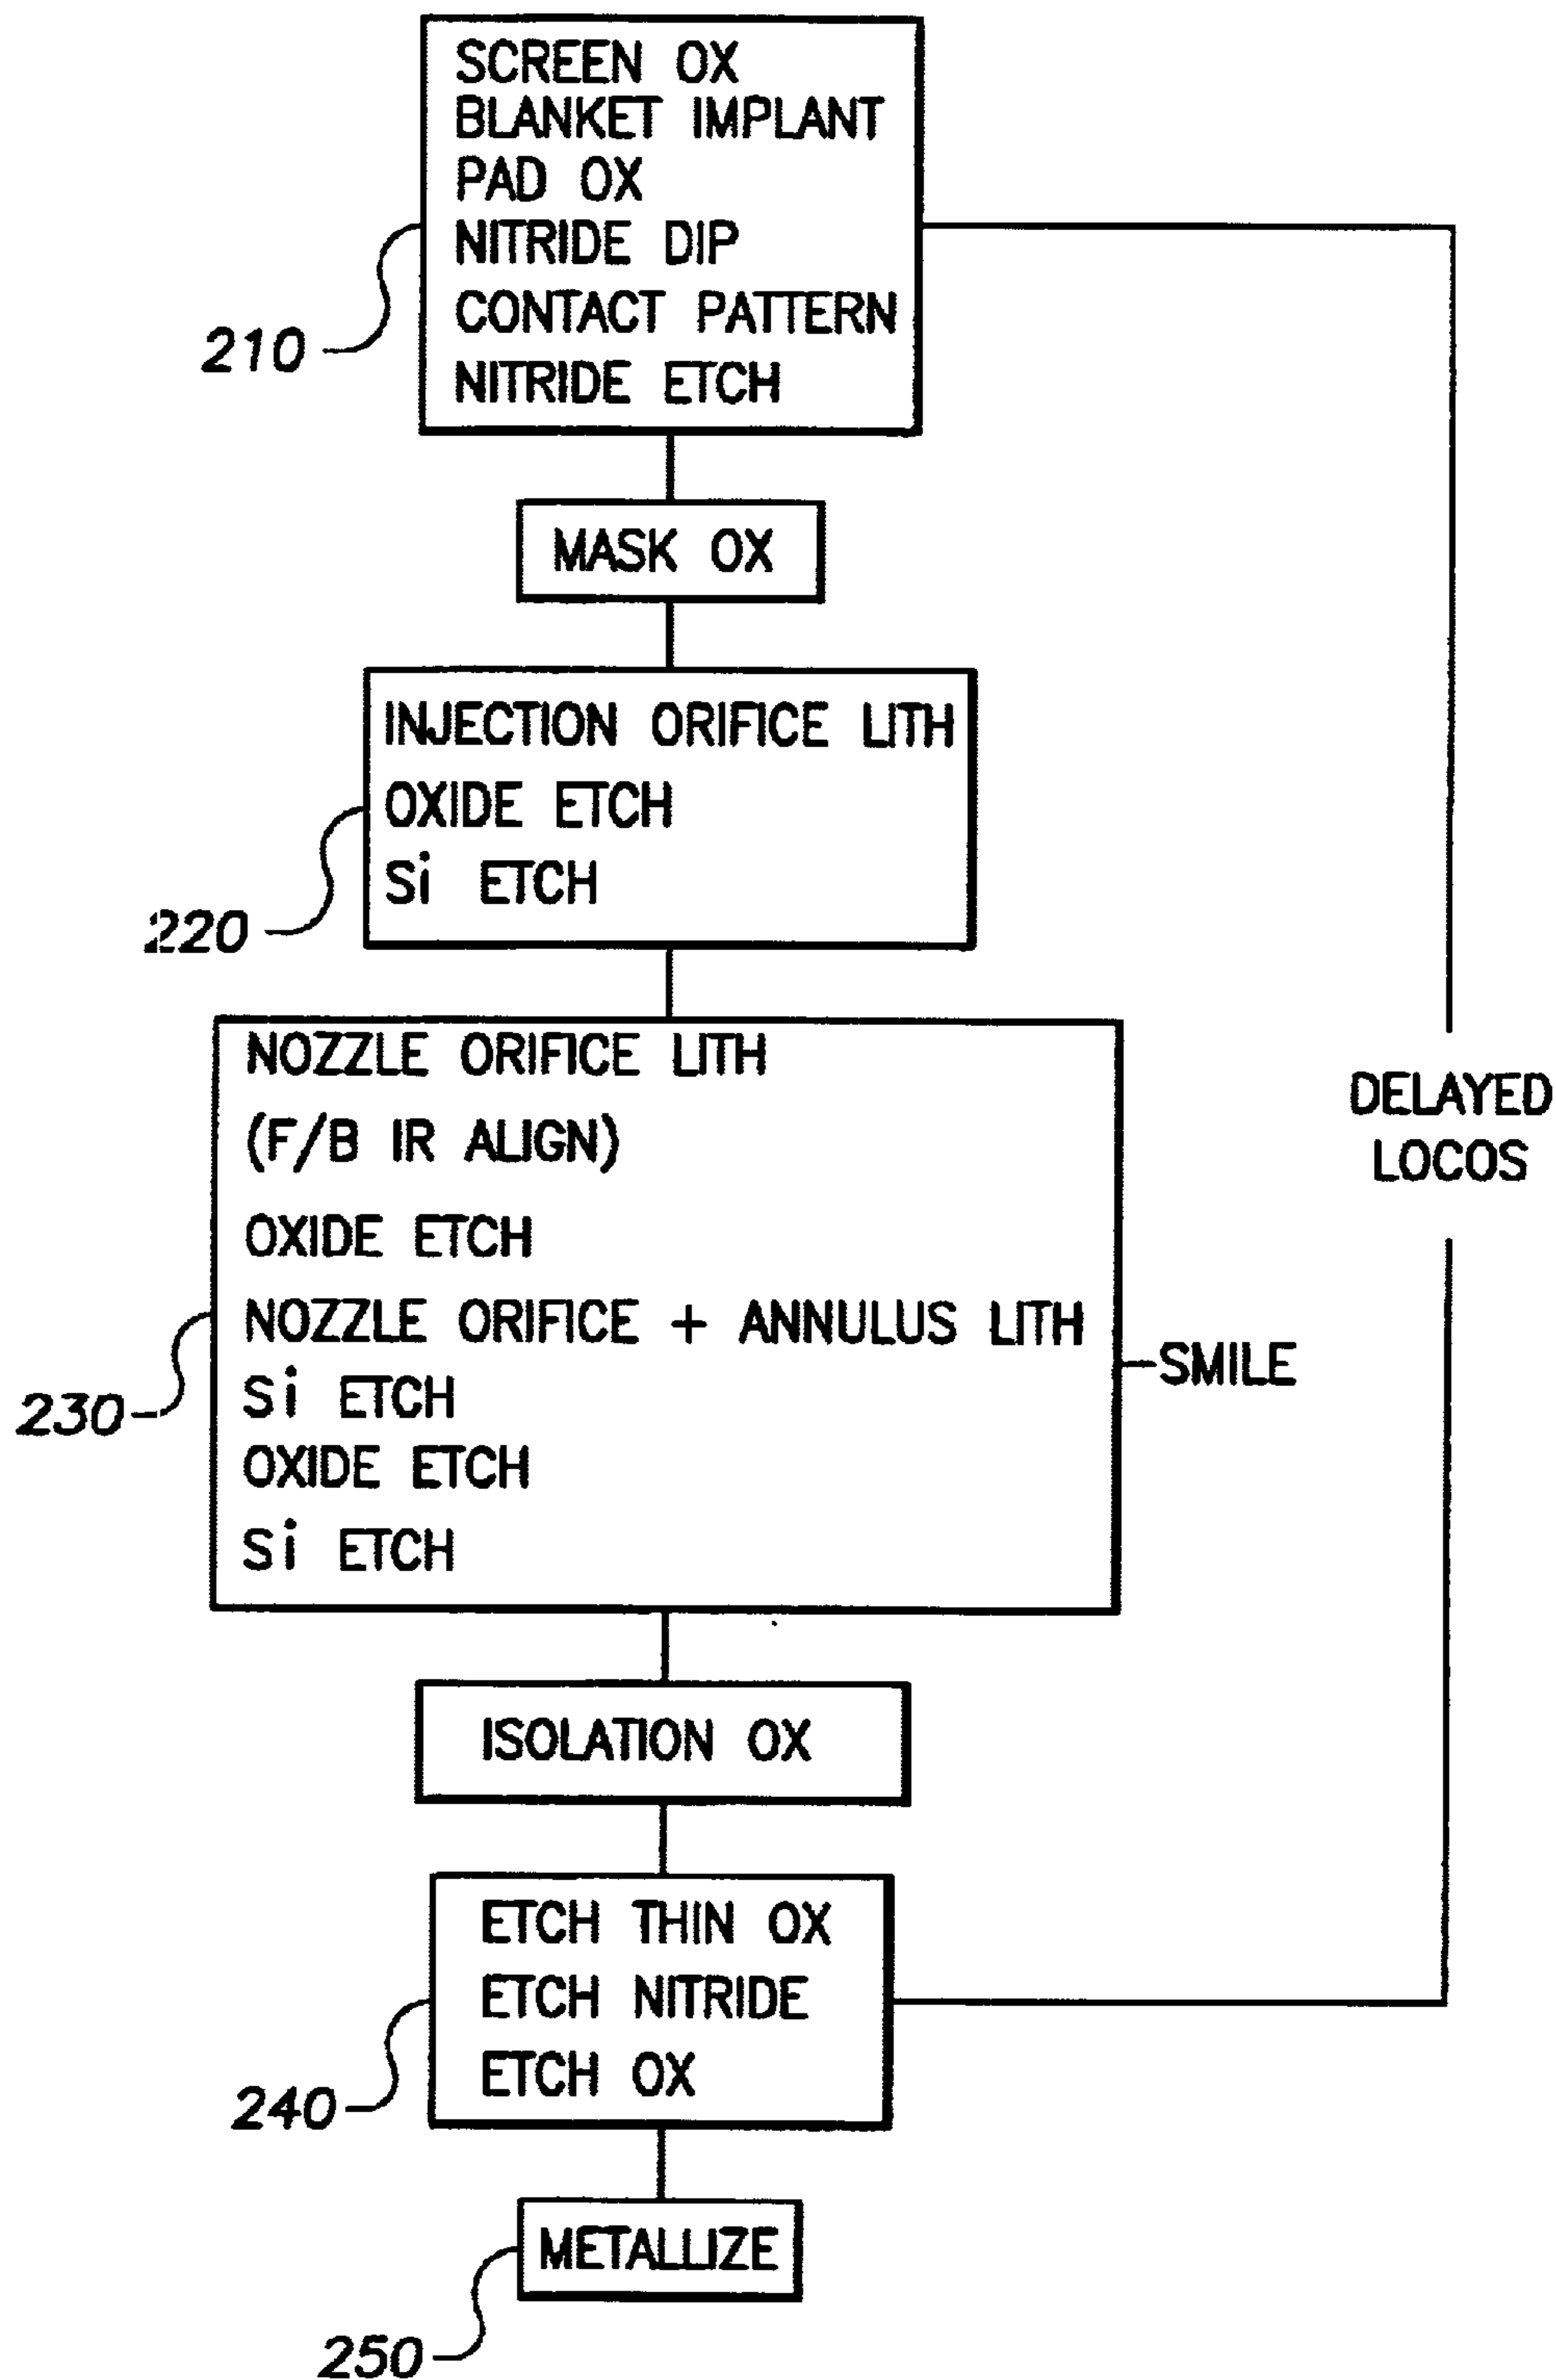 SCREEN OX
BLANKET IMPLANT
PAD OX
NITRIDE DIP
CONTACT PATTERN
NITRIDE ETCH
210
MASK OX
INJECTION ORIFICE LITH
OXIDE ETCH
Si ETCH
220
NOZZLE ORIFICE LITH
(F/B IR ALIGN)
OXIDE ETCH
NOZZLE ORIFICE + ANNULUS LITH
Si ETCH
OXIDE ETCH
Si ETCH
230
SMILE
DELAYED
LOCOS
ISOLATION OX
ETCH THIN OX
ETCH NITRIDE
ETCH OX
240
METALLIZE
250